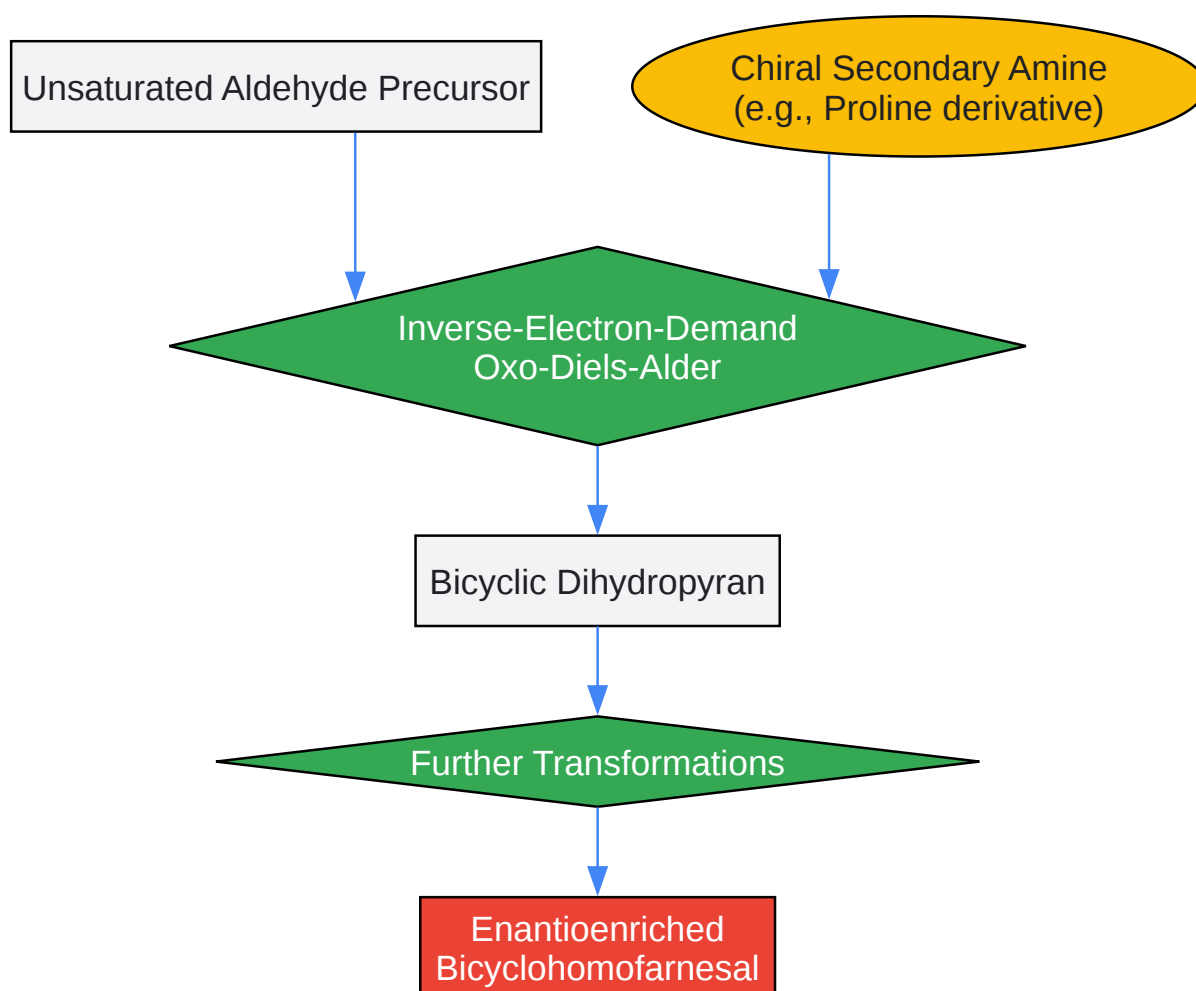 Unsaturated Aldehyde Precursor
Chiral Secondary Amine
(e.g., Proline derivative)
Inverse-Electron-Demand
Oxo-Diels-Alder
Bicyclic Dihydropyran
Further Transformations
Enantioenriched
Bicyclohomofarnesal